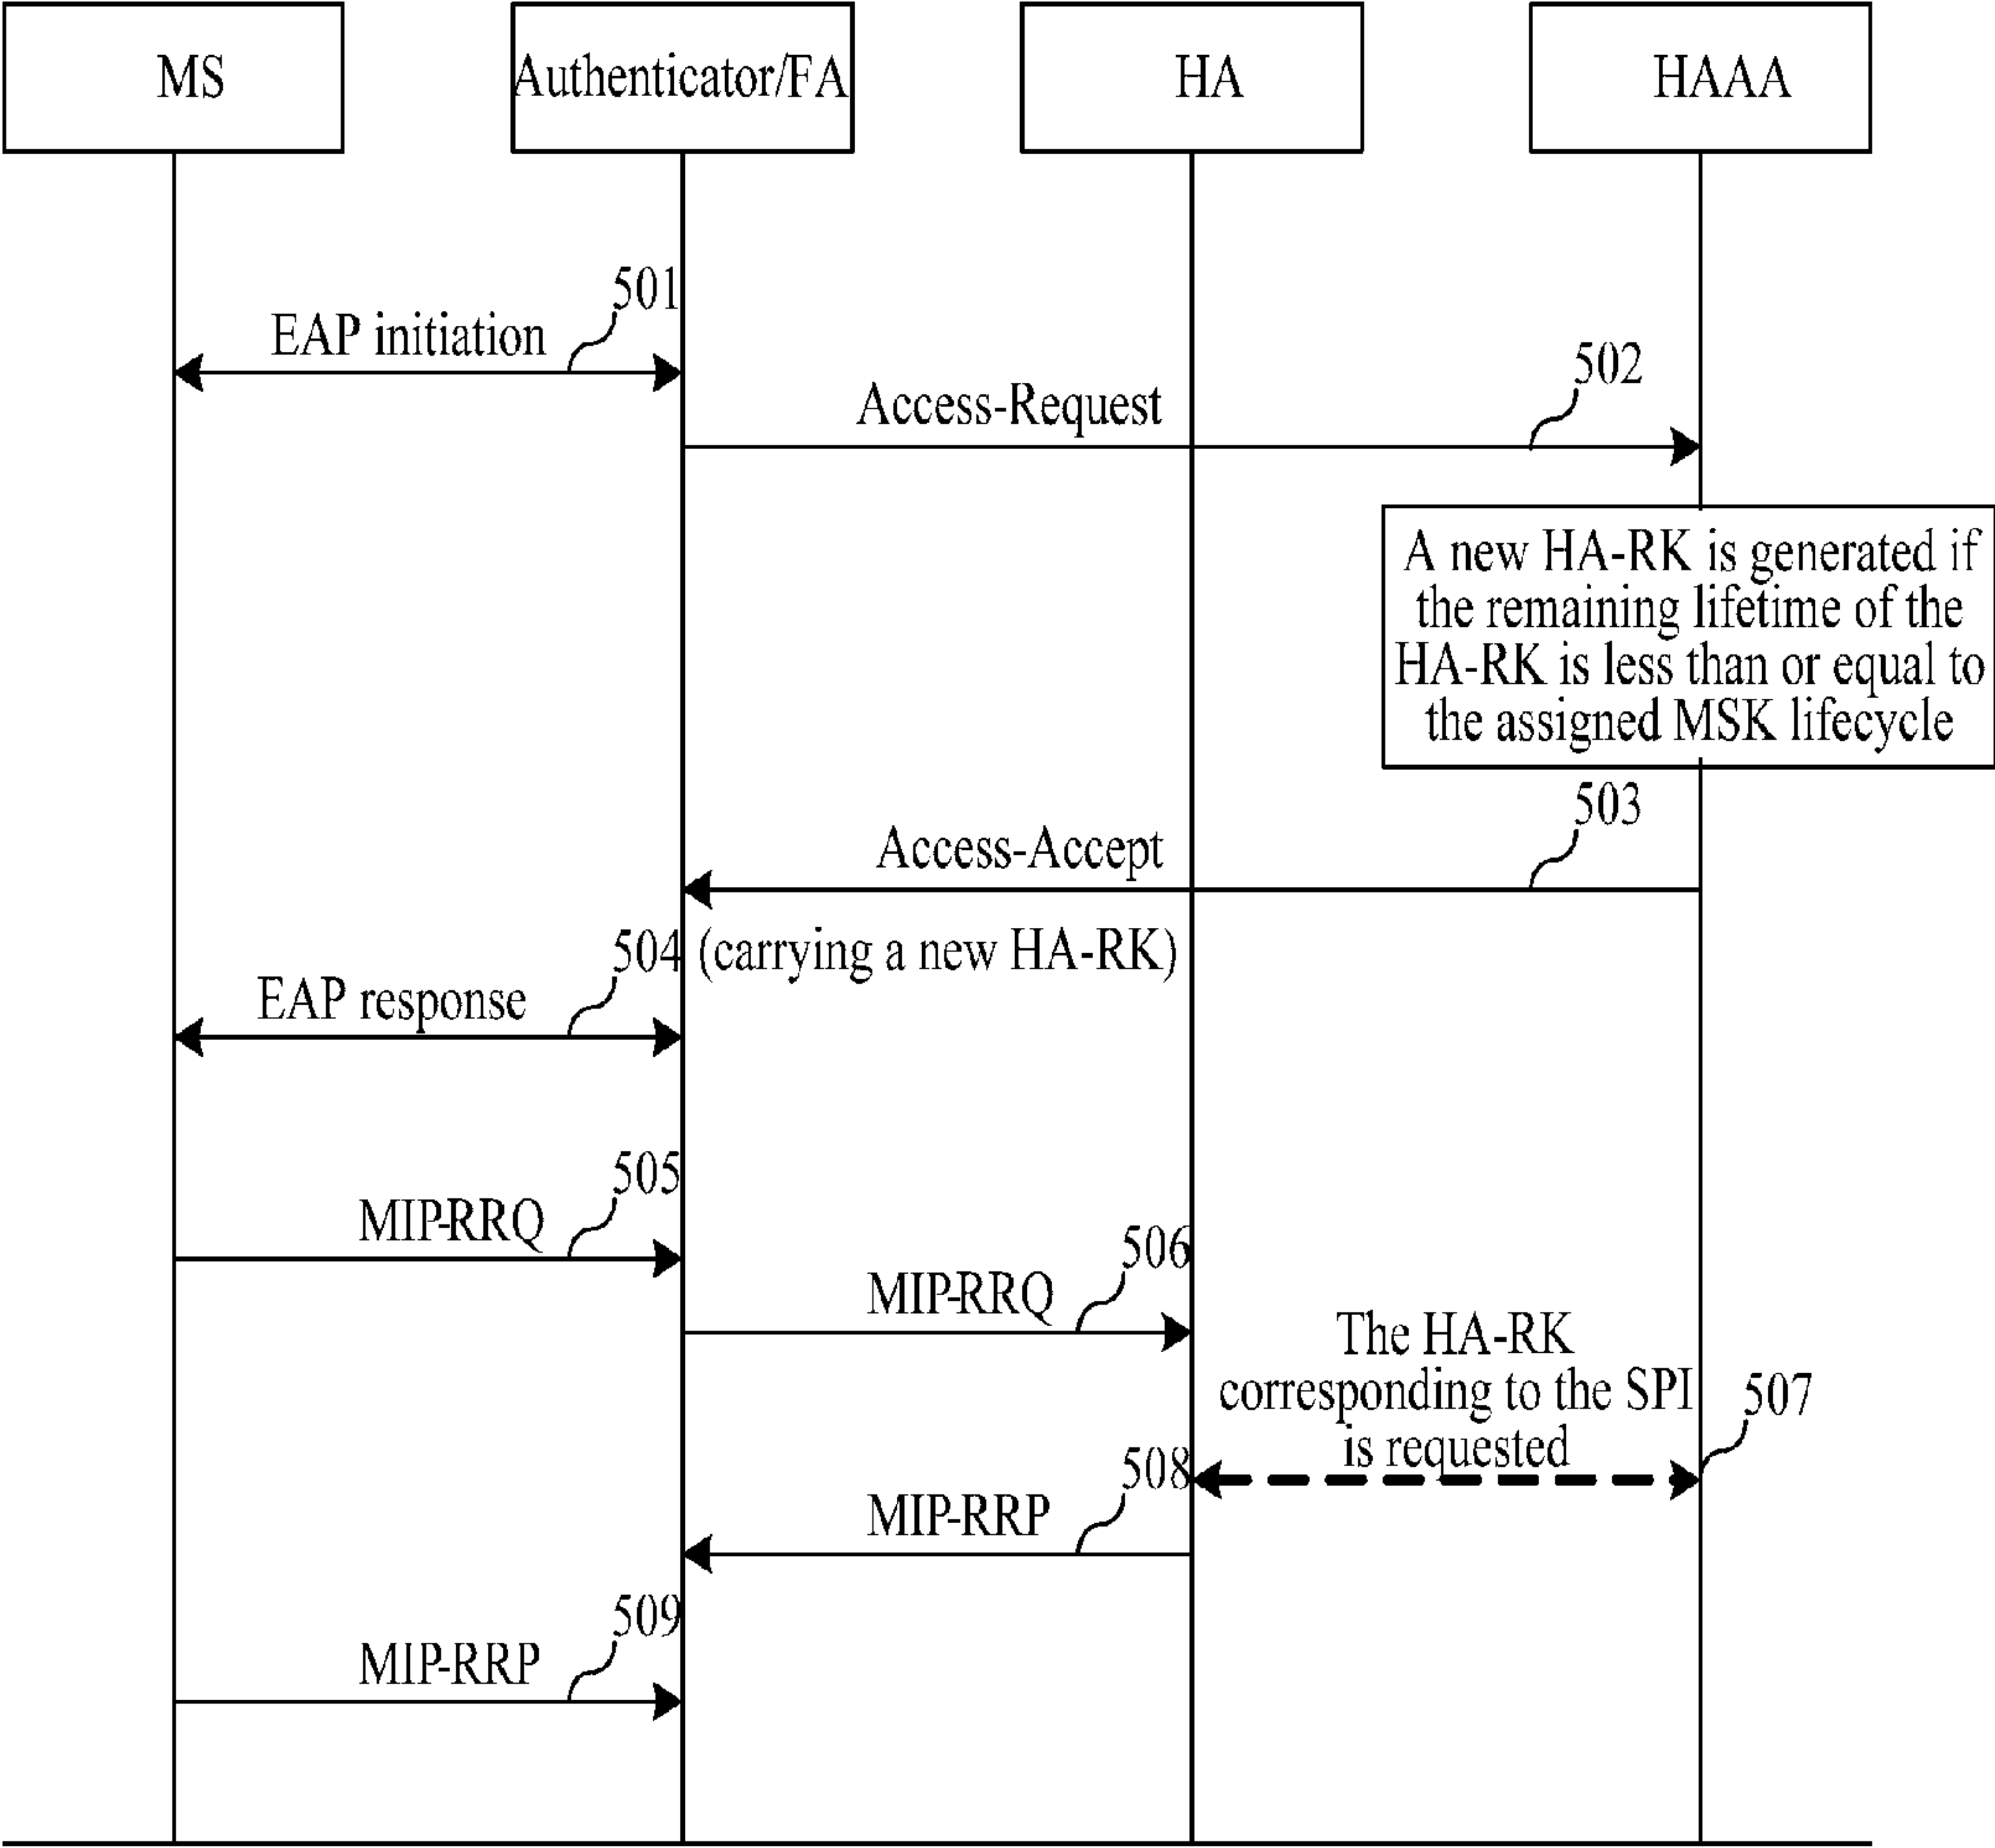 MS
Authenticator/FA
HA
HAAA
501
EAP initiation
502
Access-Request
A new HA-RK is generated if
the remaining lifetime of the
HA-RK is less than or equal to
the assigned MSK lifecycle
503
Access-Accept
504
(carrying a new HA-RK)
EAP response
505
MIP-RRQ
506
MIP-RRQ
The HA-RK
corresponding to the SPI
is requested
507
508
MIP-RRP
509
MIP-RRP